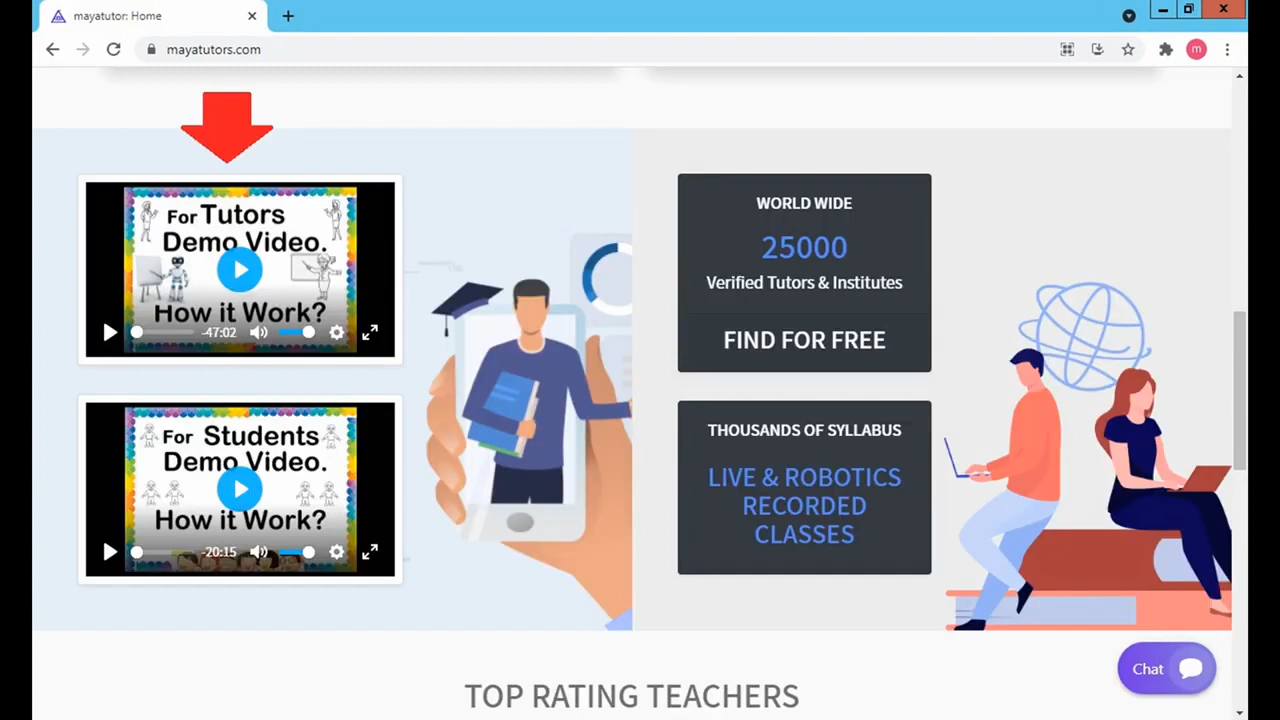 mayatutor: Home
mayatutors.com
m
For Tutors
Demo Video.
How it Work?
-47:02
For Students
Demo Video.
How it Work?
-20:15
WORLD WIDE
25000
Verified Tutors & Institutes
FIND FOR FREE
THOUSANDS OF SYLLABUS
LIVE & ROBOTICS
RECORDED
CLASSES
Chat
TOP RATING TEACHERS